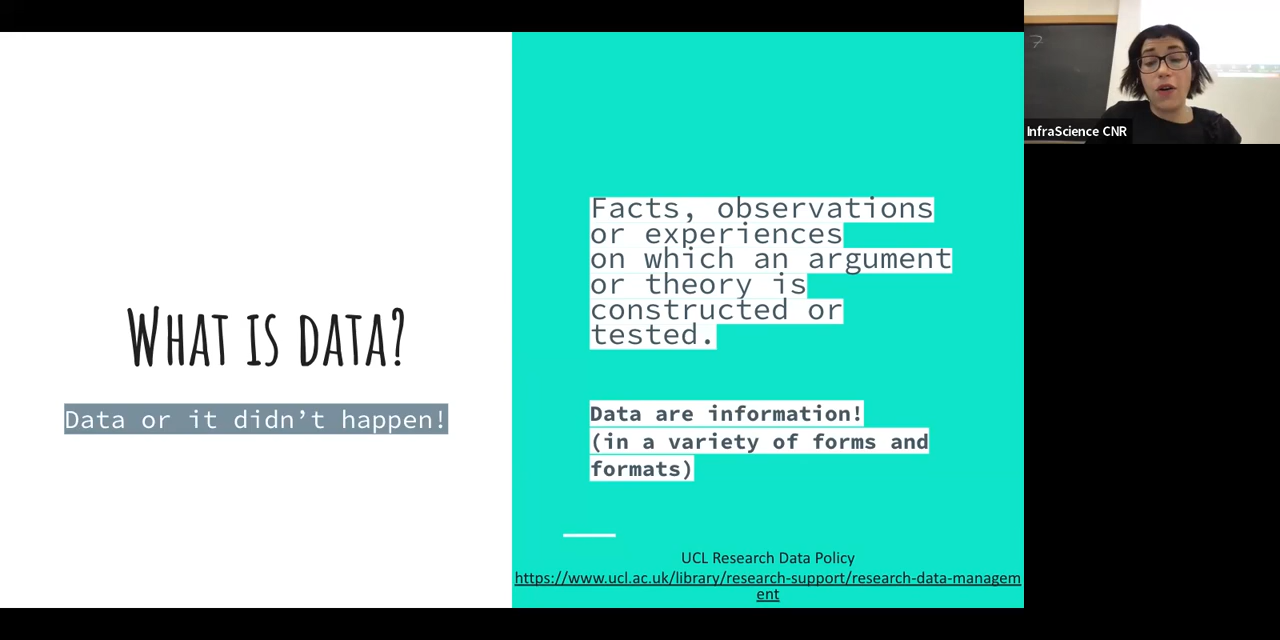 WHAT IS DATA?
Data or it didn’t happen!
Facts, observations
or experiences
on which an argument
or theory is
constructed or
tested.
Data are information!
(in a variety of forms and
formats)
UCL Research Data Policy
https://www.ucl.ac.uk/library/research-support/research-data-managem
ent
InfraScience CNR